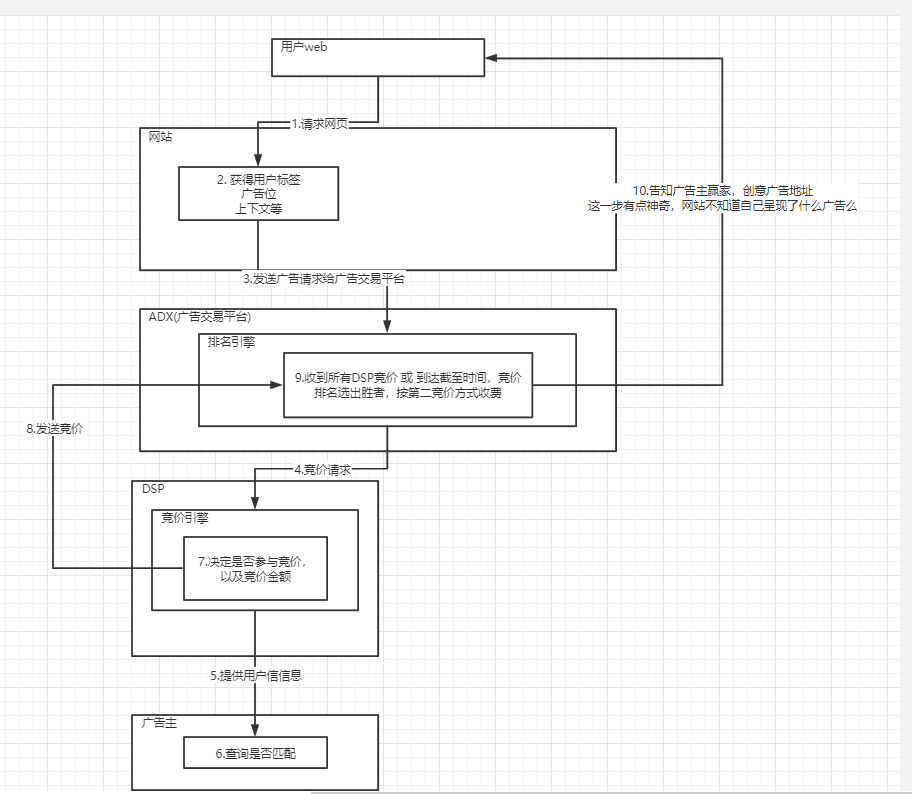 用户web
1.请求网页
网站
2. 获得用户标签
广告位
上下文等
10.告知广告主赢家，创意广告地址
这一步有点神奇，网站不知道自己呈现了什么广告么
3.发送广告请求给广告交易平台
ADX(广告交易平台)
排名引擎
9.收到所有DSP竞价 或 到达截至时间，竞价
排名选出胜者，按第二竞价方式收费
8.发送竞价
4.竞价请求
DSP
竞价引擎
7.决定是否参与竞价，
以及竞价金额
5.提供用户信信息
广告主
6.查询是否匹配